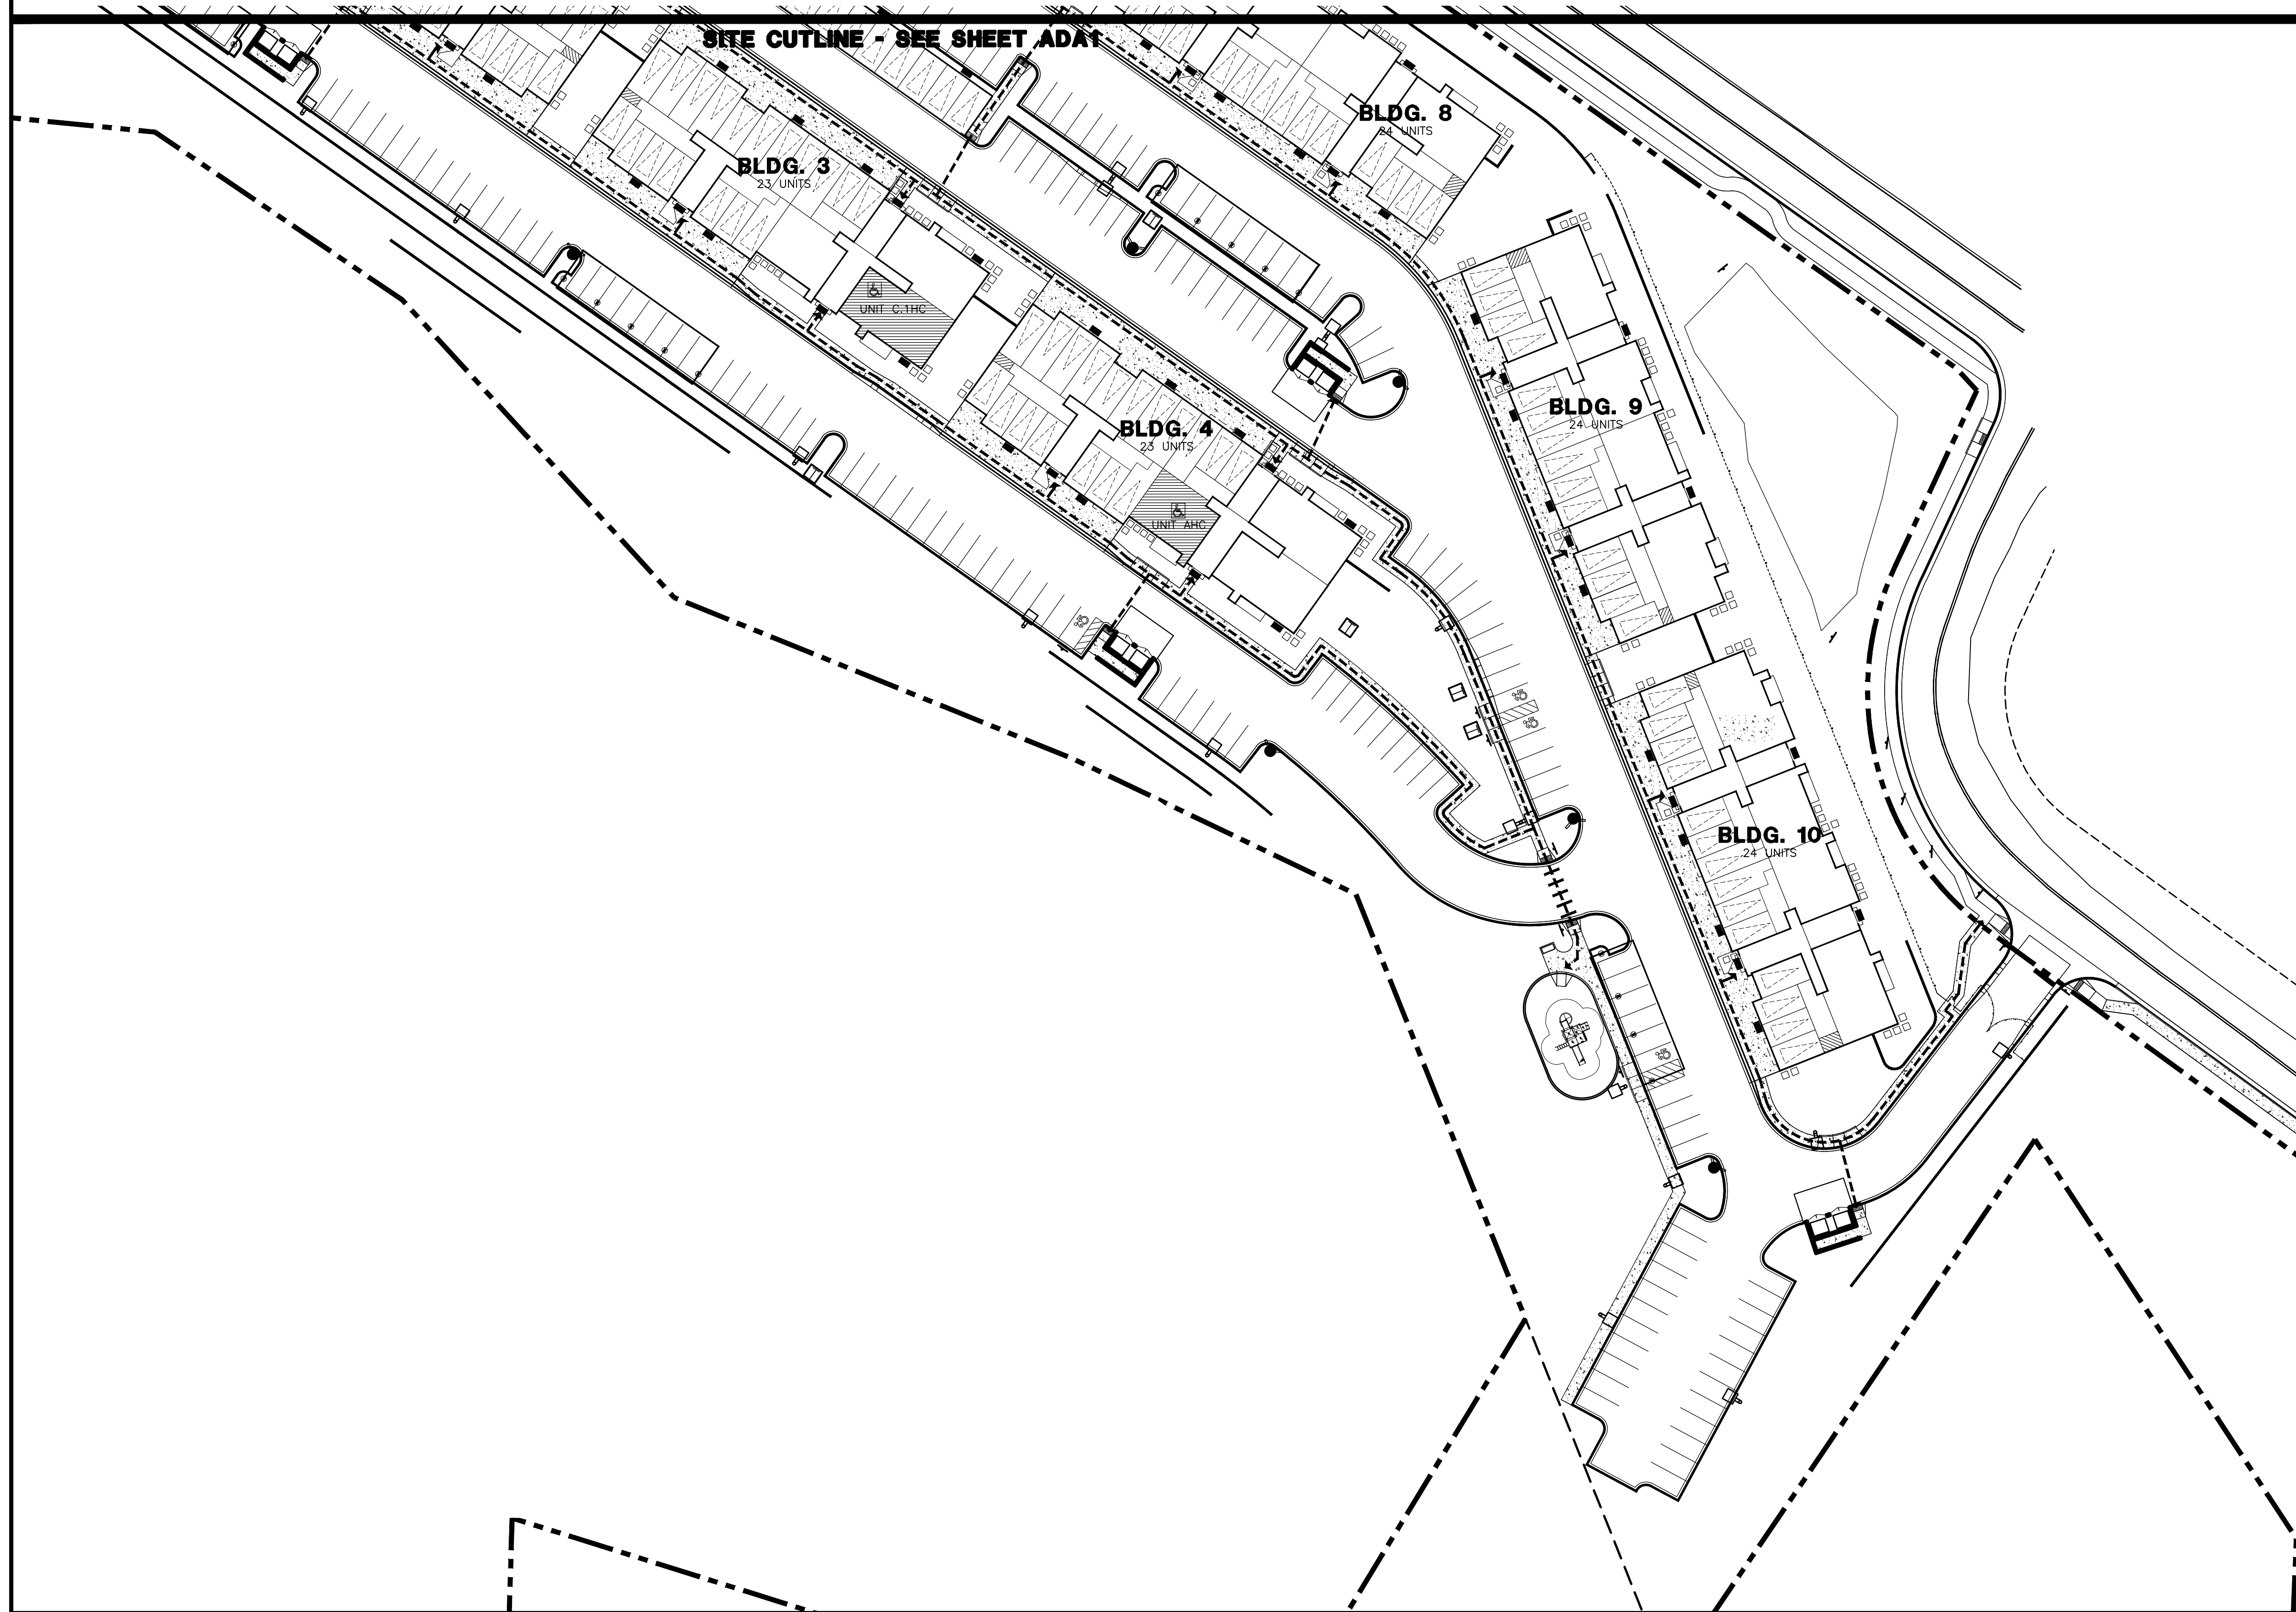 SITE CUTLINE - SEE SHEET ADA1
BLDG. 8
24 UNITS
BLDG. 3
23 UNITS
UNIT C.1HC
BLDG. 9
24 UNITS
BLDG. 4
23 UNITS
UNIT AHC
BLDG. 10
24 UNITS